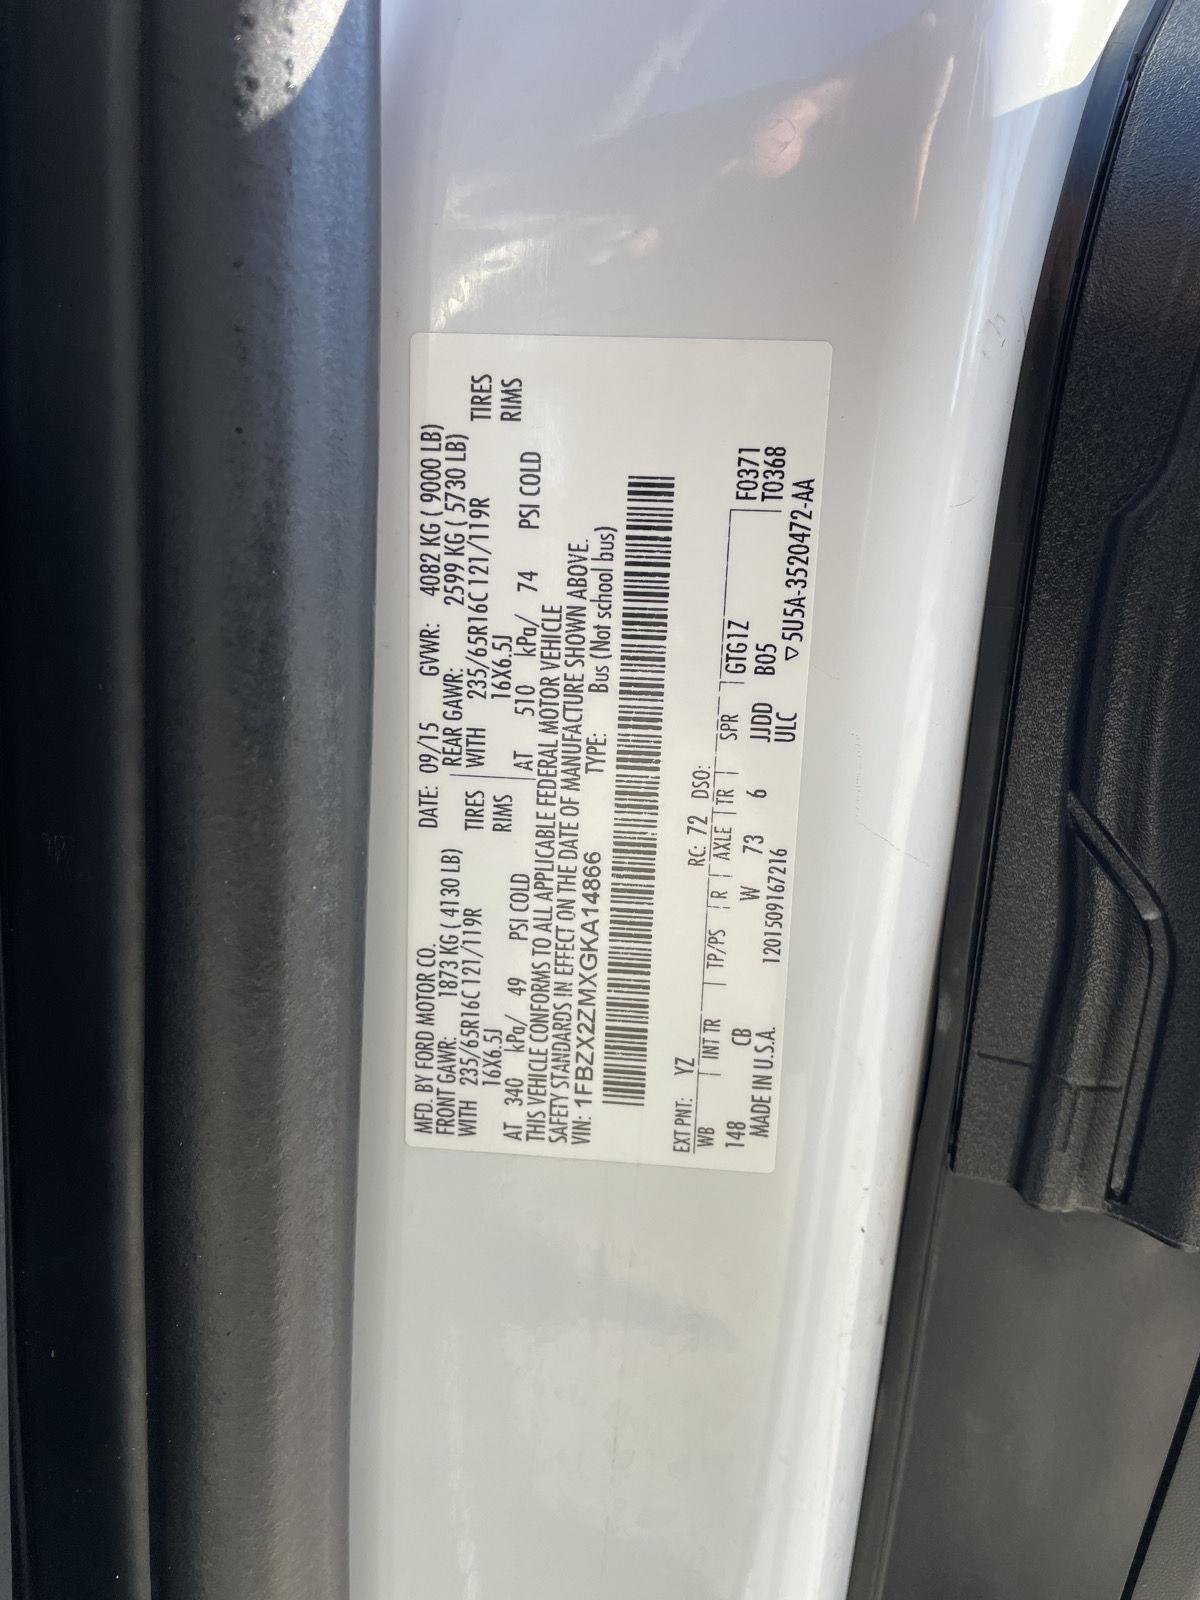 MFD. BY FORD MOTOR CO. DATE: 09/15 GVWR: 4082 KG ( 9000 LB)
FRONT GAWR: 1873 KG ( 4130 LB) REAR GAWR: 2599 KG ( 5730 LB)
WITH 235/65R16C 121/119R TIRES WITH 235/65R16C 121/119R TIRES
16X6.5J RIMS 16X6.5J RIMS
AT 340 kPa/ 49 PSI COLD AT 510 kPa/ 74 PSI COLD
THIS VEHICLE CONFORMS TO ALL APPLICABLE FEDERAL MOTOR VEHICLE
SAFETY STANDARDS IN EFFECT ON THE DATE OF MANUFACTURE SHOWN ABOVE.
VIN: 1FBZX2ZMXGKA14866 TYPE: Bus (Not school bus)
EXT PNT: YZ RC: 72 DSO:
WB INT TR TP/PS R AXLE TR SPR GTG1Z F0371
148 CB W 73 6 JJDD B05 T0368
MADE IN U.S.A. 1201509167216 ULC ▽5U5A-3520472-AA